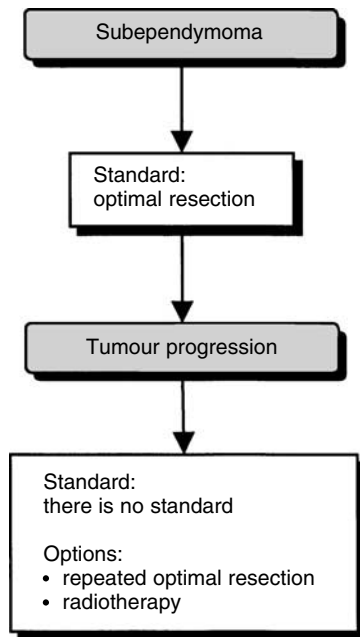 Subependymoma
Standard:
optimal resection
Tumour progression
Standard:
there is no standard
Options:
• repeated optimal resection
• radiotherapy